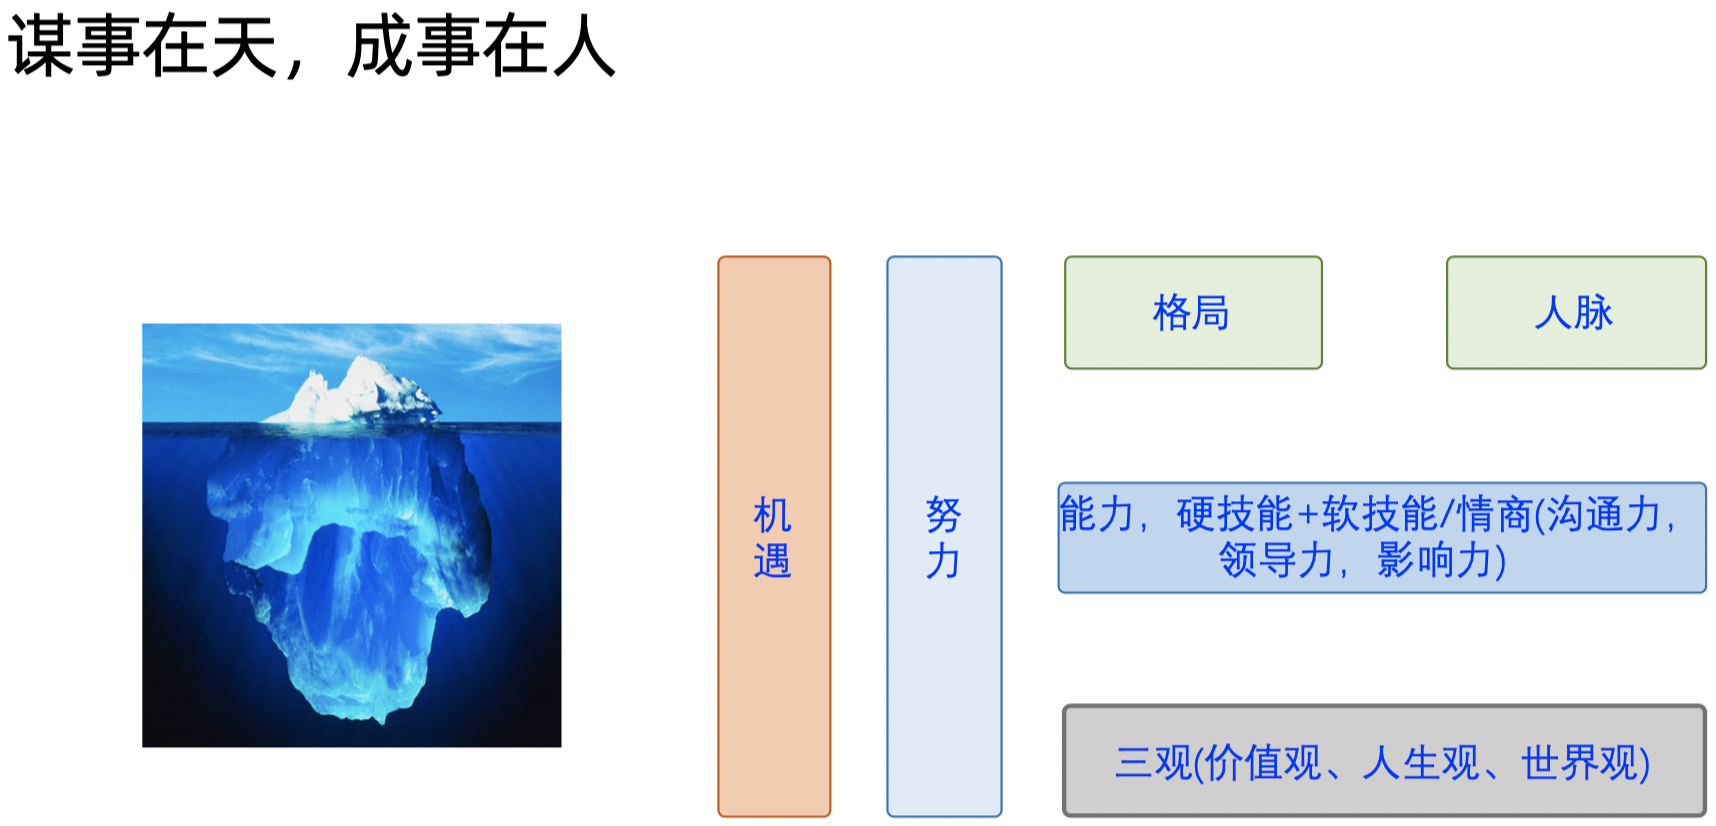 谋事在天，成事在人
机
遇
努
力
格局
人脉
能力，硬技能+软技能/情商(沟通力，
领导力，影响力)
三观(价值观、人生观、世界观)